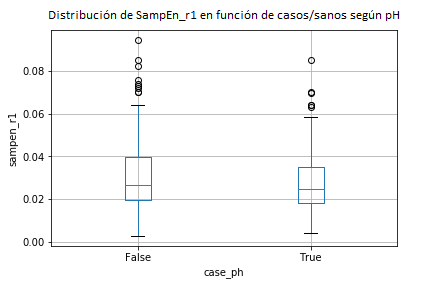 Distribución de SampEn_r1 en función de casos/sanos según pH
0.08
0.06
0.04
0.02
0.00
sampen_r1
False True
case_ph